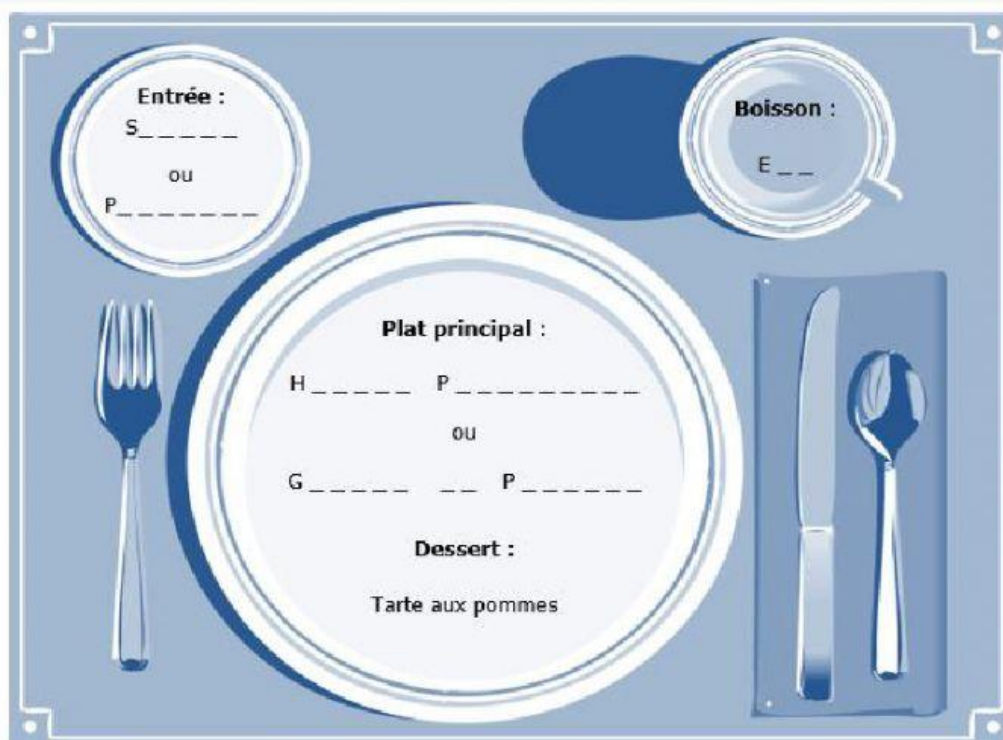 Entrée :
S_ _ _ _ _
ou
P_ _ _ _ _ _ _
Boisson :
E _ _
Plat principal :
H _ _ _ _ _ P _ _ _ _ _ _ _ _ _
ou
G _ _ _ _ _ _ _ P _ _ _ _ _ _
Dessert :
Tarte aux pommes